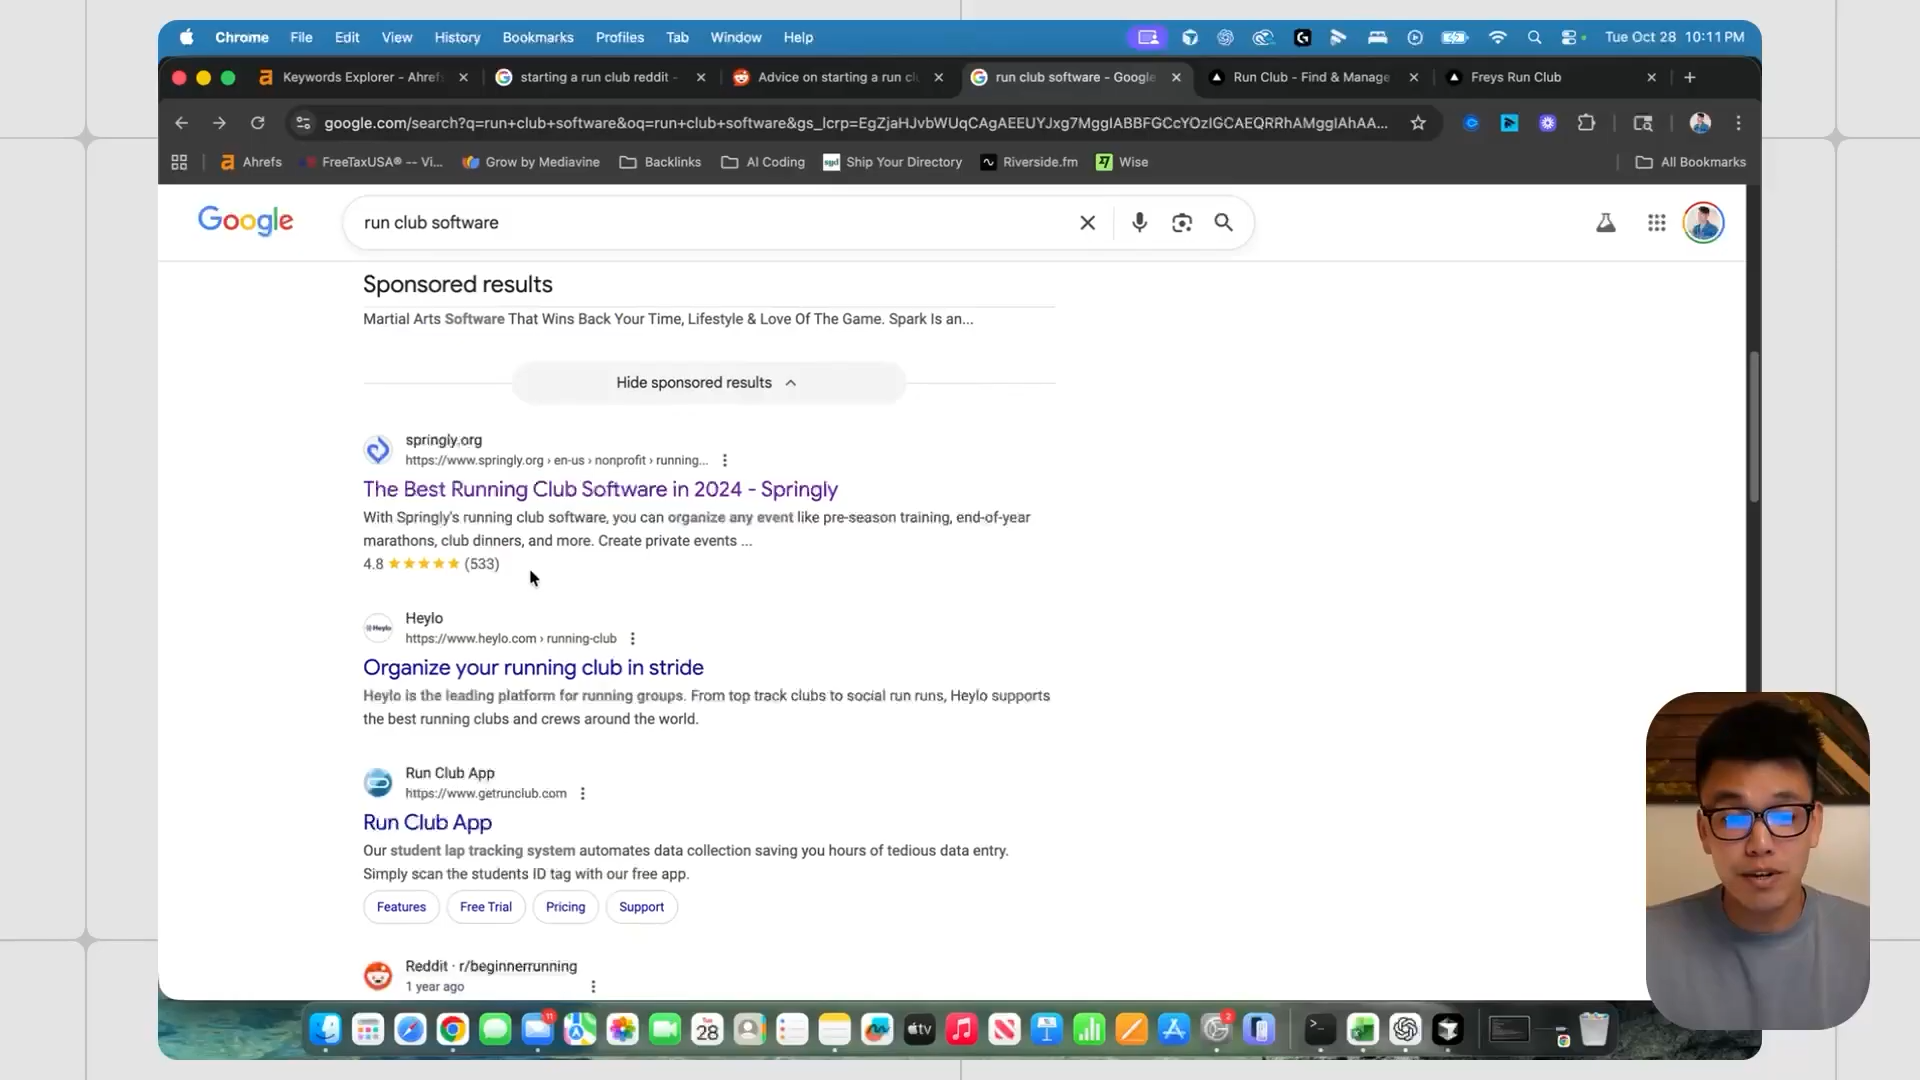 Chrome File Edit View History Bookmarks Profiles Tab Window Help Tue Oct 28 10:11 PM
Keywords Explorer - Ahref
starting a run club reddit -
Advice on starting a run cl
run club software - Google
Run Club - Find & Manage
Freys Run Club
google.com/search?q=run+club+software&oq=run+club+software&gs_lcrp=EgZjaHJvbWUqCAgAEEUYJxg7MggIABBFGCcYOzIGCAEQRRhAMggIAhAA...
Ahrefs FreeTaxUSA® -- Vi... Grow by Mediavine Backlinks AI Coding Ship Your Directory Riverside.fm Wise All Bookmarks
Google
run club software
Sponsored results
Martial Arts Software That Wins Back Your Time, Lifestyle & Love Of The Game. Spark Is an...
Hide sponsored results
springly.org
https://www.springly.org › en-us › nonprofit › running...
The Best Running Club Software in 2024 - Springly
With Springly's running club software, you can organize any event like pre-season training, end-of-year
marathons, club dinners, and more. Create private events ...
4.8 ★★★★★ (533)
Heylo
https://www.heylo.com › running-club
Organize your running club in stride
Heylo is the leading platform for running groups. From top track clubs to social run runs, Heylo supports
the best running clubs and crews around the world.
Run Club App
https://www.getrunclub.com
Run Club App
Our student lap tracking system automates data collection saving you hours of tedious data entry.
Simply scan the students ID tag with our free app.
Features Free Trial Pricing Support
Reddit · r/beginnerrunning
1 year ago
11
28
tv
2